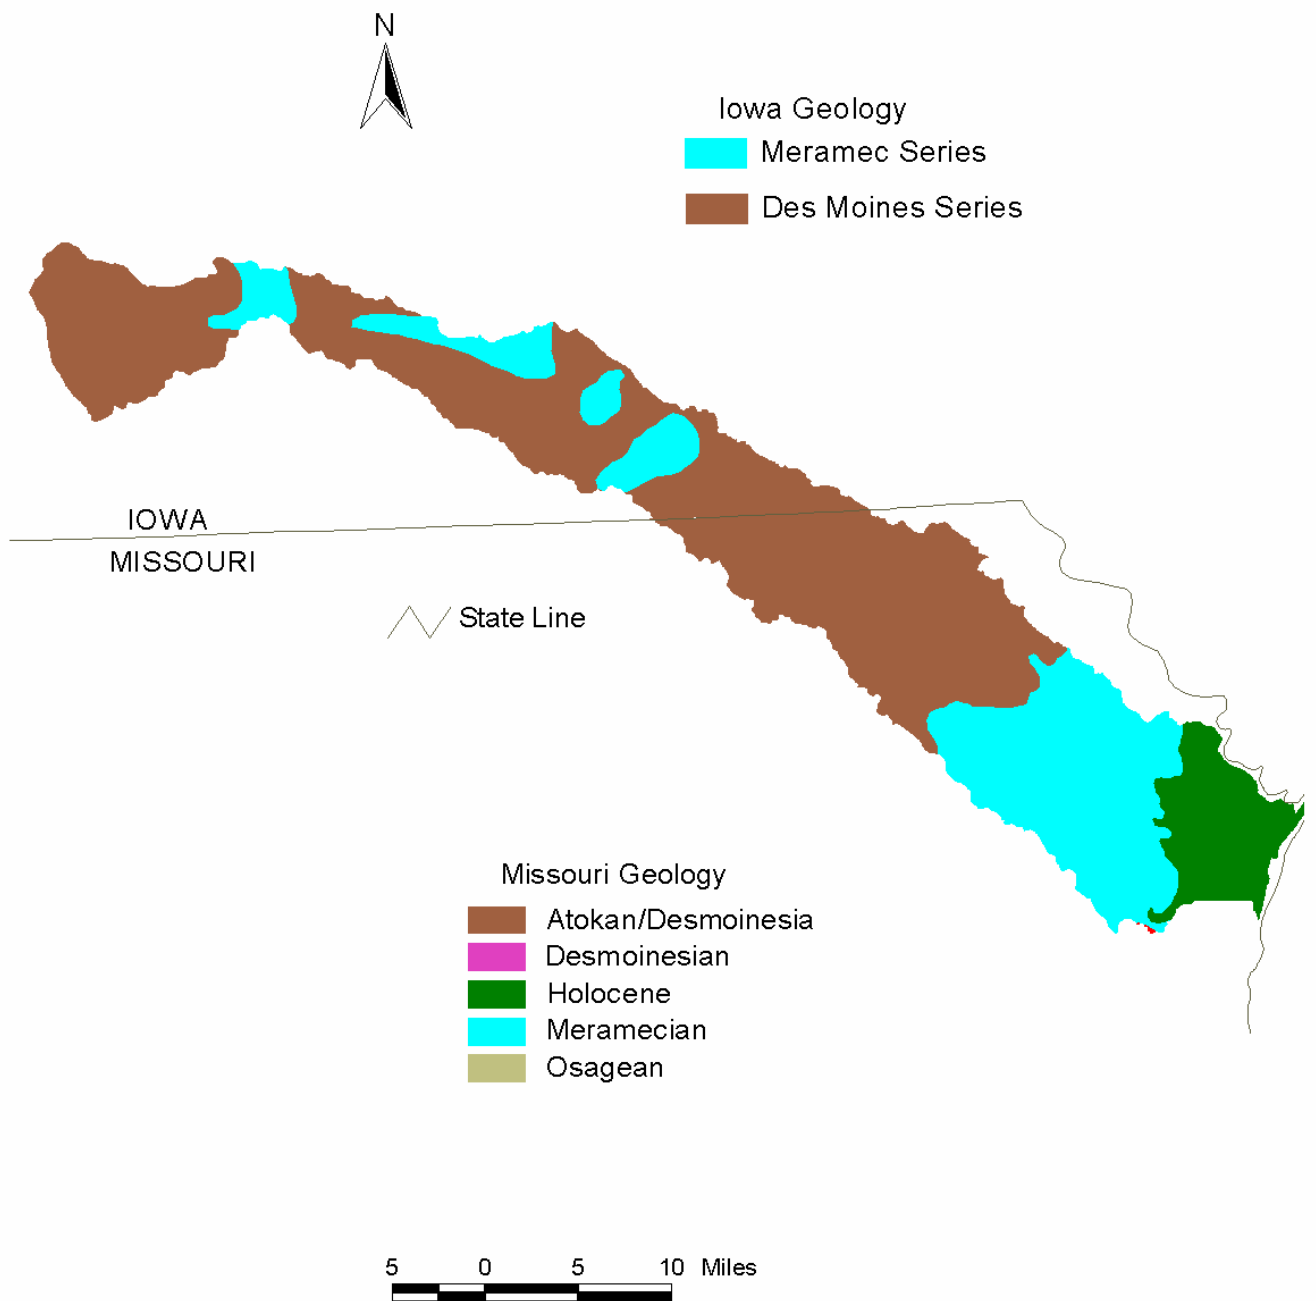 N
Iowa Geology
Meramec Series
Des Moines Series
IOWA
MISSOURI
State Line
Missouri Geology
Atokan/Desmoinesia
Desmoinesian
Holocene
Meramecian
Osagean
5 0 5 10 Miles